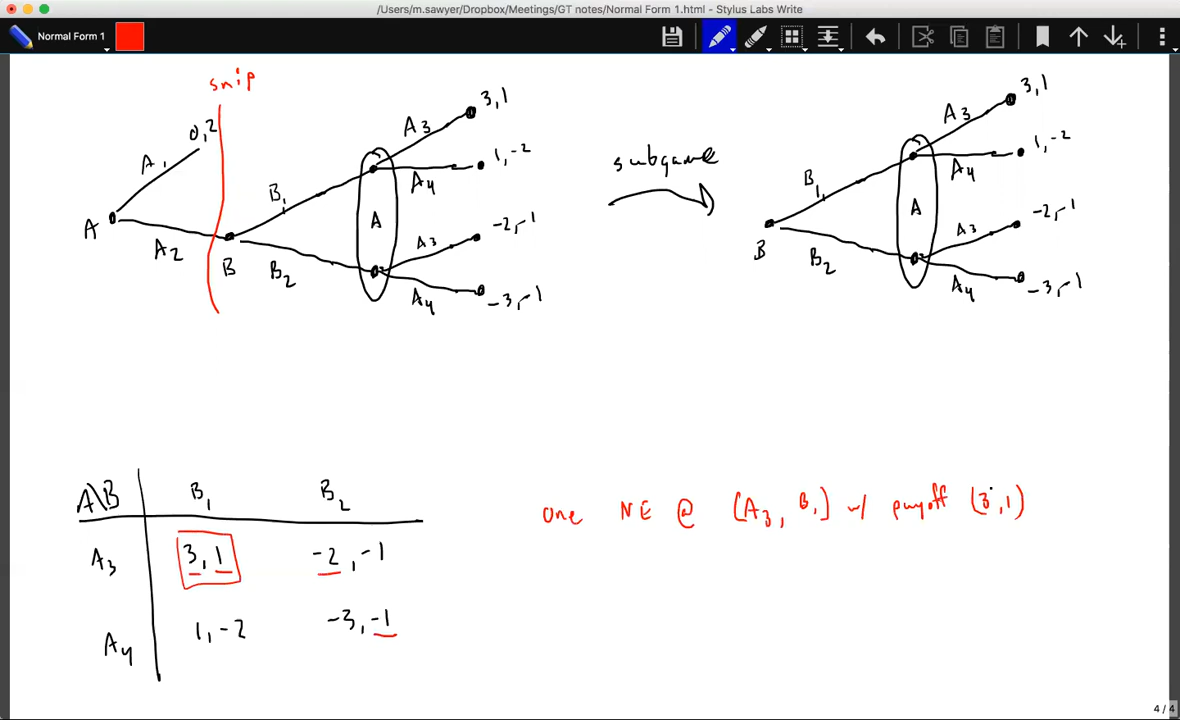 /Users/m.sawyer/Dropbox/Meetings/GT notes/Normal Form 1.html - Stylus Labs Write
Normal Form 1
snip
A
A1
0,2
A2
B
B1
B2
A
A3
3,1
A4
1,-2
A3
-2,-1
A4
-3,-1
subgame
B
B1
B2
A
A3
3,1
A4
1,-2
A3
-2,-1
A4
-3,-1
A\B B1 B2
A3 3,1 -2,-1
A4 1,-2 -3,-1
one NE @ (A3, B1) w/ payoff (3,1)
4 / 4